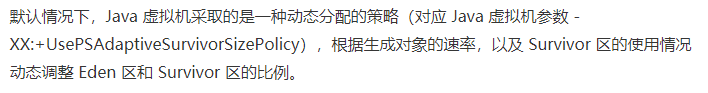 默认情况下，Java 虚拟机采取的是一种动态分配的策略（对应 Java 虚拟机参数 -
XX:+UsePSAdaptiveSurvivorSizePolicy），根据生成对象的速率，以及 Survivor 区的使用情况
动态调整 Eden 区和 Survivor 区的比例。